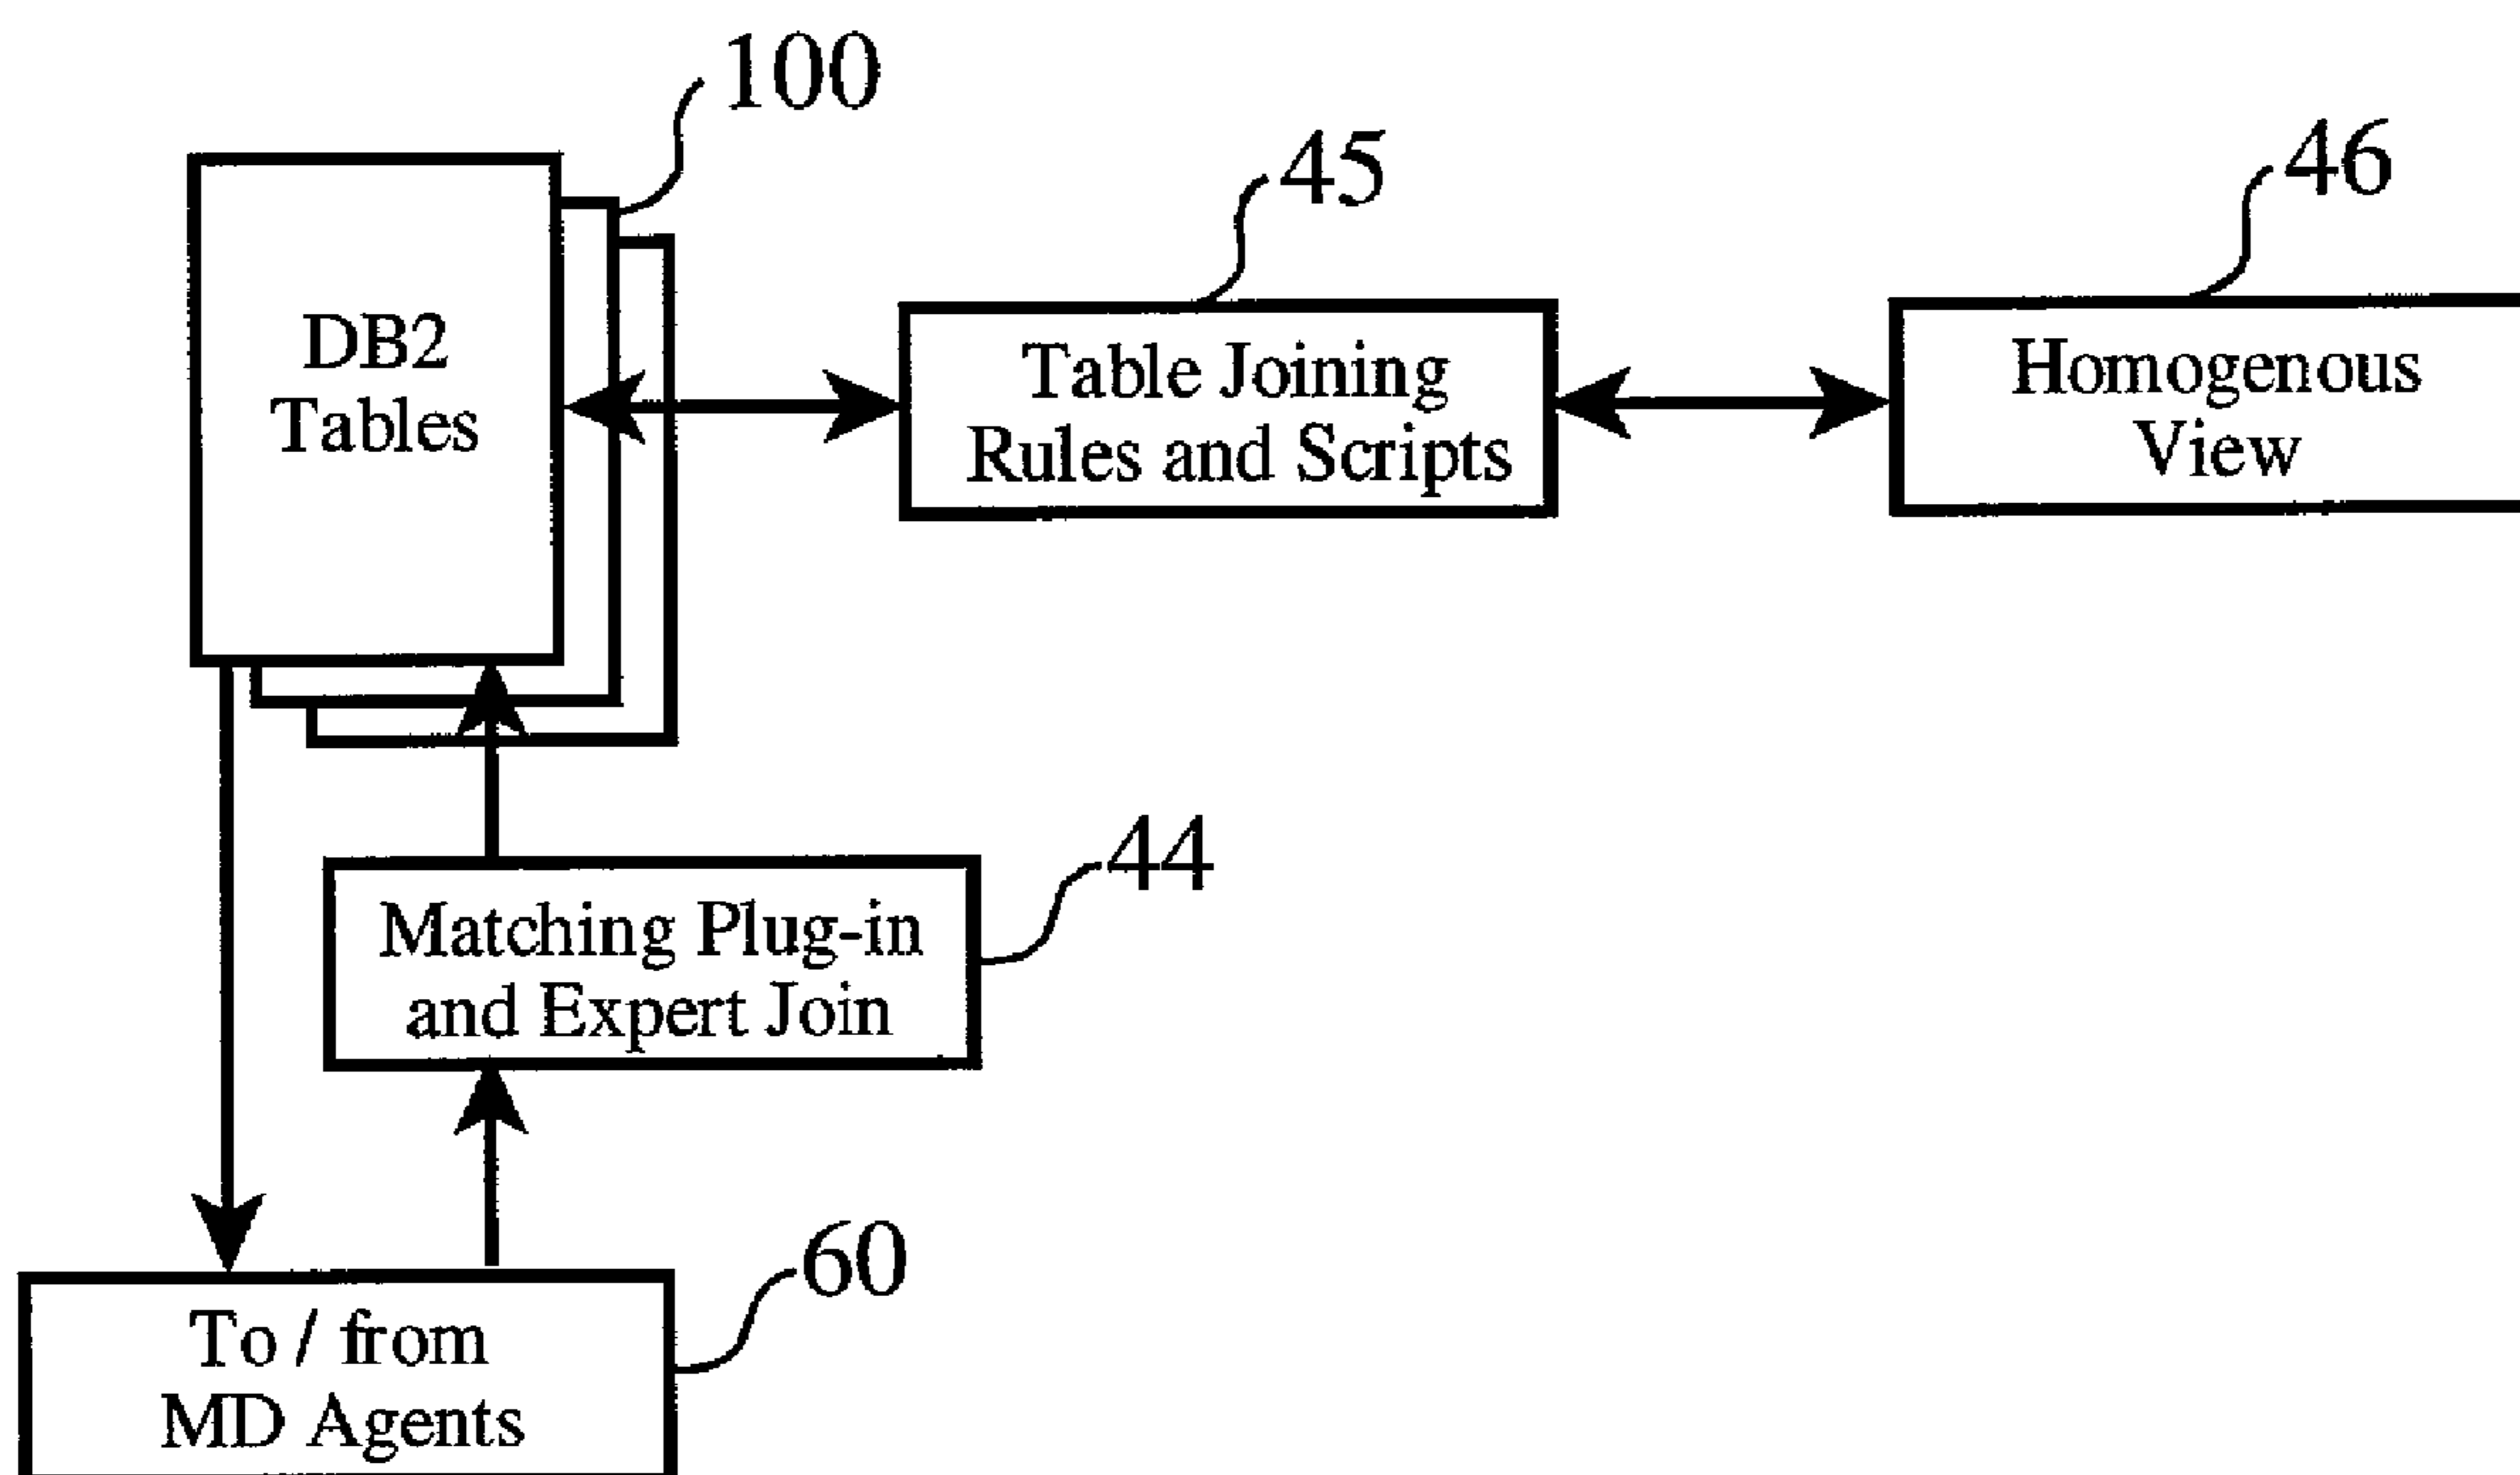 100
45
46
DB2
Tables
Table Joining
Rules and Scripts
Homogenous
View
44
Matching Plug-in
and Expert Join
60
To / from
MD Agents